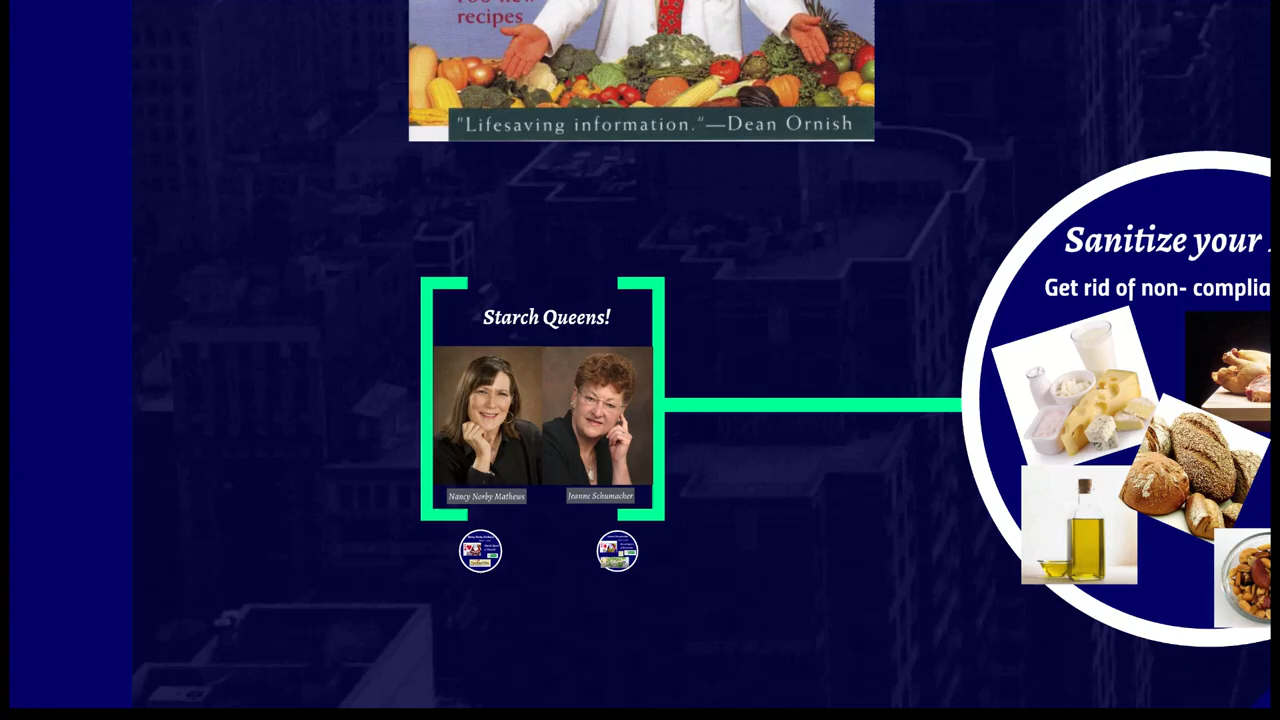 recipes
"Lifesaving information."—Dean Ornish
Sanitize your
Get rid of non- complia
Starch Queens!
Nancy Norby Mathews
Jeanne Schumacher